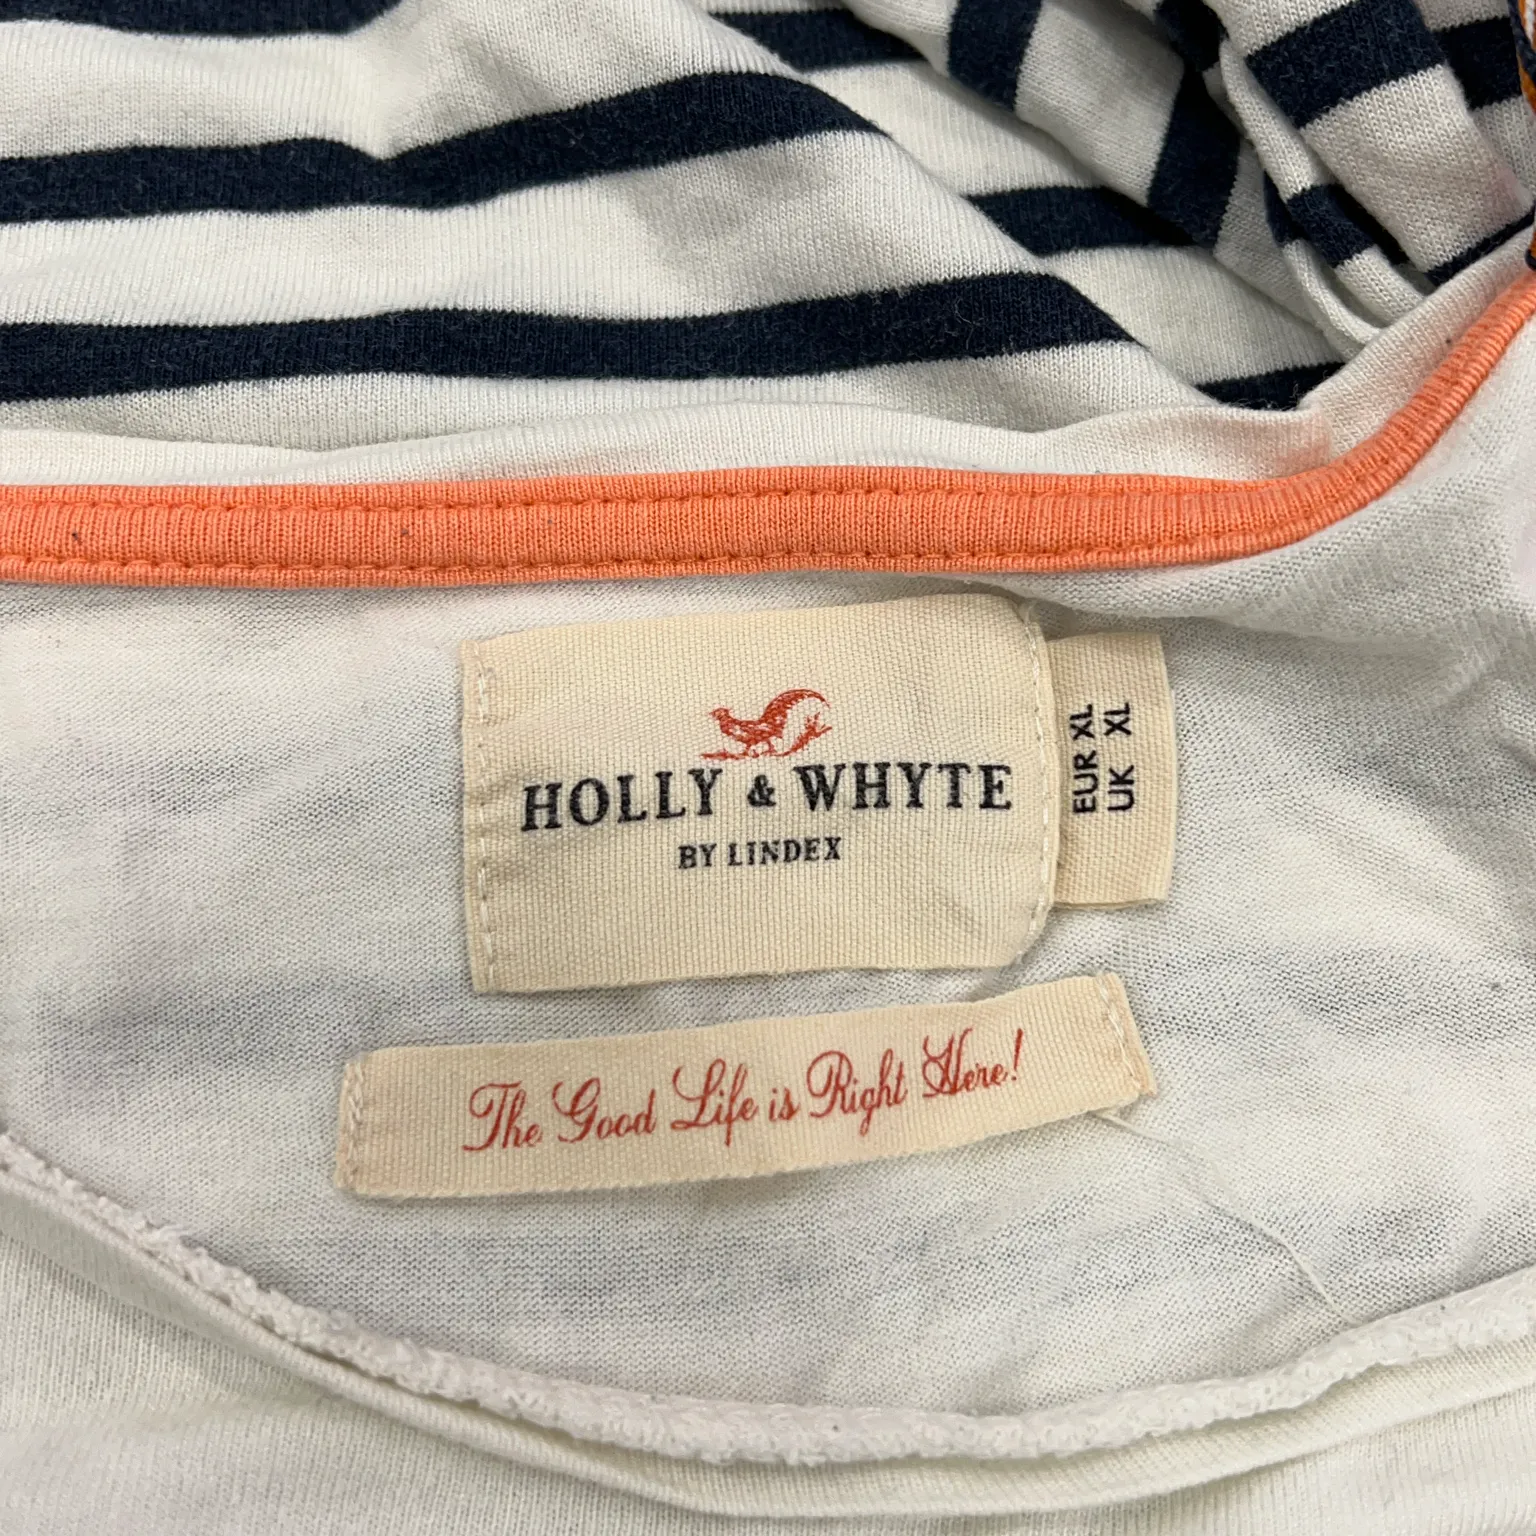 HOLLY & WHYTE
BY LINDEX
EUR XL
UK XL
The Good Life is Right Here!